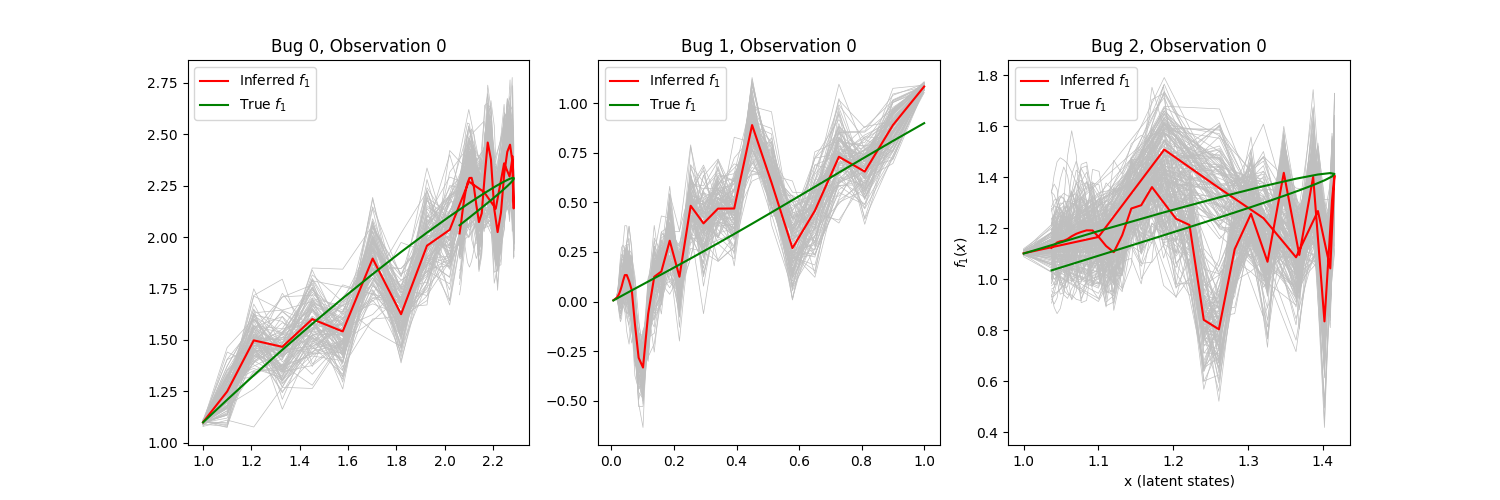 Bug 0, Observation 0
Inferred f₁
True f₁
2.75
2.50
2.25
2.00
1.75
1.50
1.25
1.00
1.0 1.2 1.4 1.6 1.8 2.0 2.2
Bug 1, Observation 0
Inferred f₁
True f₁
1.00
0.75
0.50
0.25
0.00
−0.25
−0.50
0.0 0.2 0.4 0.6 0.8 1.0
Bug 2, Observation 0
Inferred f₁
True f₁
f₁(x)
1.8
1.6
1.4
1.2
1.0
0.8
0.6
0.4
1.0 1.1 1.2 1.3 1.4
x (latent states)